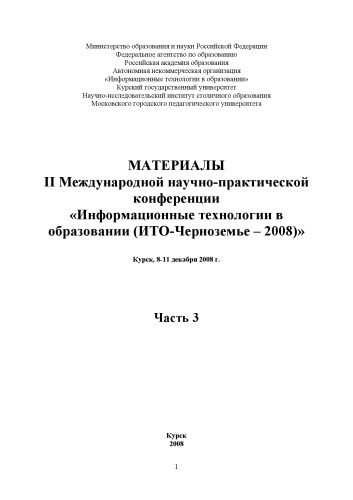 Министерство образования и науки Российской Федерации
Федеральное агентство по образованию
Российская академия образования
Автономная некоммерческая организация
«Информационные технологии в образовании»
Курский государственный университет
Научно-исследовательский институт столичного образования
Московского городского педагогического университета
МАТЕРИАЛЫ
II Международной научно-практической
конференции
«Информационные технологии в
образовании (ИТО-Черноземье – 2008)»
Курск, 8-11 декабря 2008 г.
Часть 3
Курск
2008
1